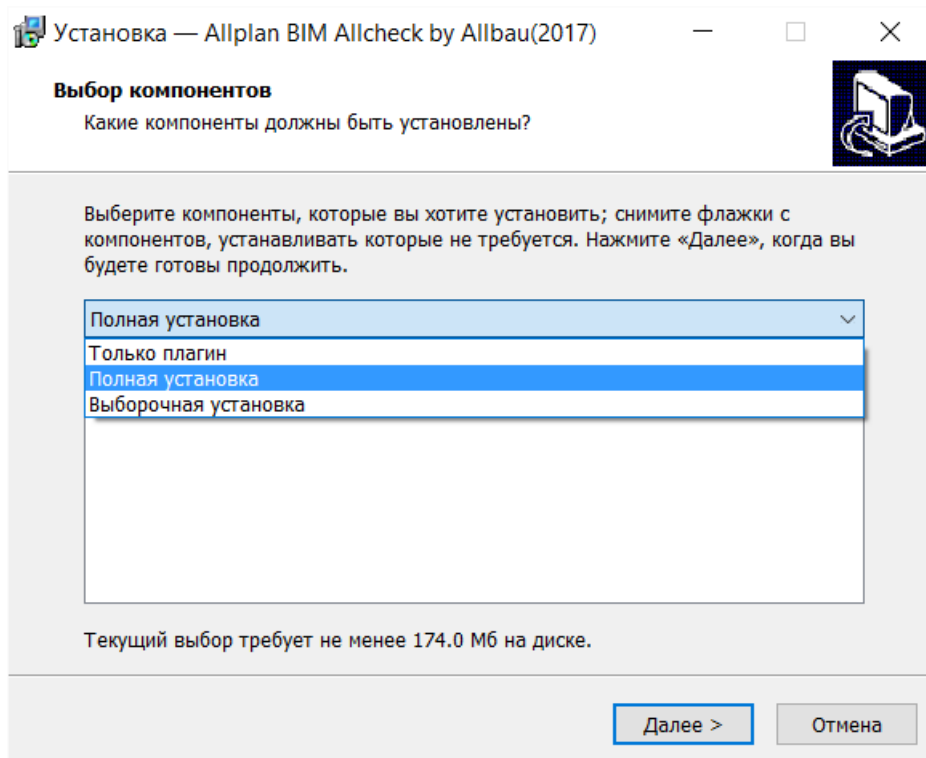 Установка — Allplan BIM Allcheck by Allbau(2017)
Выбор компонентов
Какие компоненты должны быть установлены?
Выберите компоненты, которые вы хотите установить; снимите флажки с
компонентов, устанавливать которые не требуется. Нажмите «Далее», когда вы
будете готовы продолжить.
Полная установка
Только плагин
Полная установка
Выборочная установка
Текущий выбор требует не менее 174.0 Мб на диске.
Далее >
Отмена